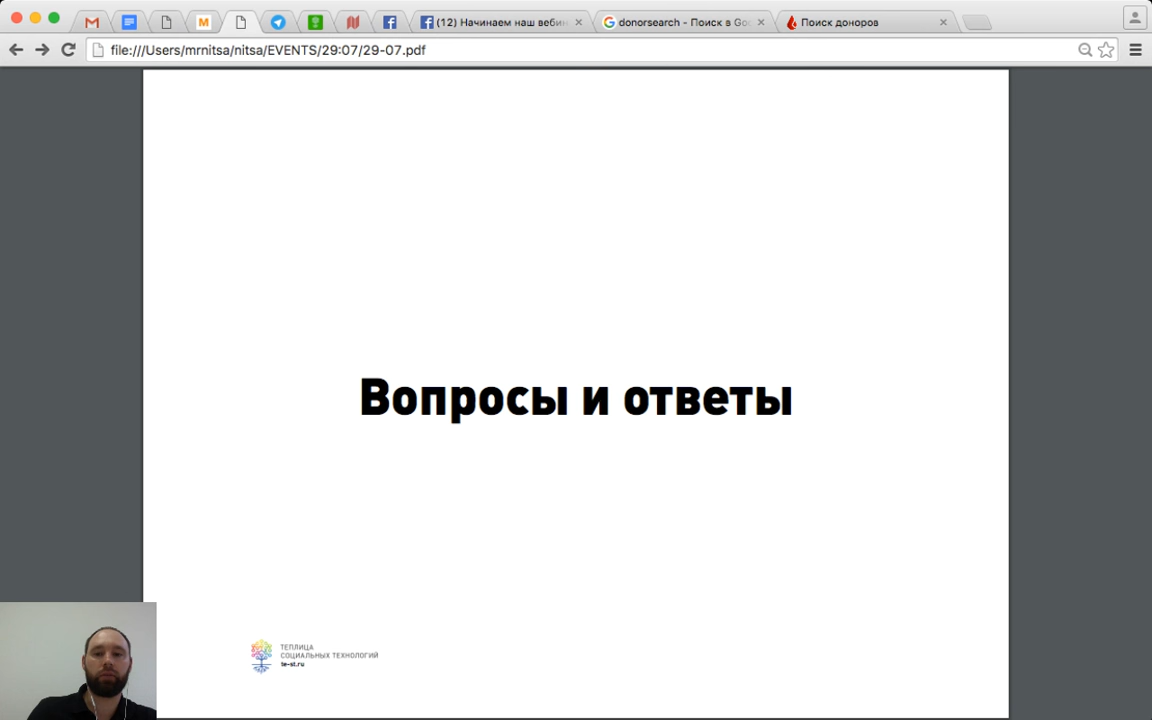 (12) Начинаем наш вебин
donorsearch - Поиск в Goo
Поиск доноров
file:///Users/mrnitsa/nitsa/EVENTS/29:07/29-07.pdf
Вопросы и ответы
ТЕПЛИЦА
СОЦИАЛЬНЫХ ТЕХНОЛОГИЙ
te-st.ru